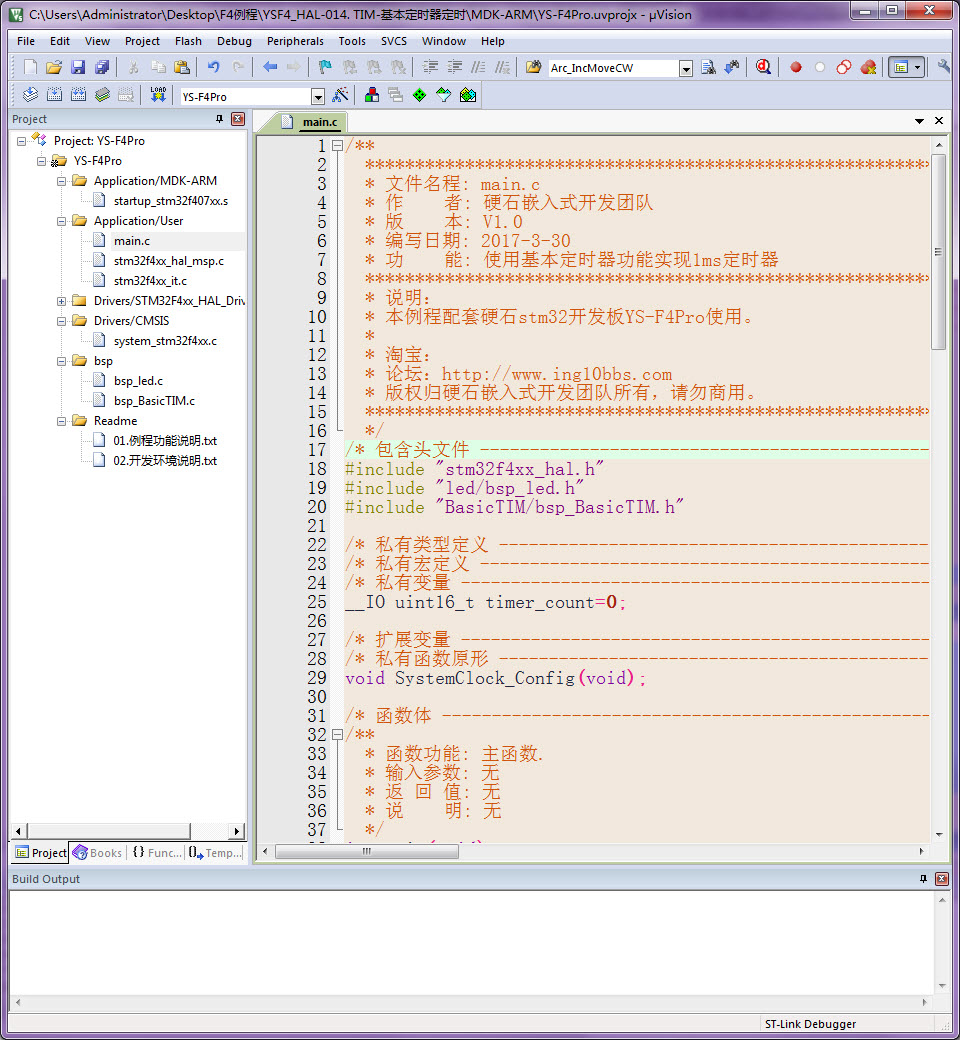 C:\Users\Administrator\Desktop\F4例程\YSF4_HAL-014. TIM-基本定时器定时\MDK-ARM\YS-F4Pro.uvprojx - µVision
File Edit View Project Flash Debug Peripherals Tools SVCS Window Help
Arc_IncMoveCW
LOAD YS-F4Pro
Project
Project: YS-F4Pro
YS-F4Pro
Application/MDK-ARM
startup_stm32f407xx.s
Application/User
main.c
stm32f4xx_hal_msp.c
stm32f4xx_it.c
Drivers/STM32F4xx_HAL_Driv
Drivers/CMSIS
system_stm32f4xx.c
bsp
bsp_led.c
bsp_BasicTIM.c
Readme
01.例程功能说明.txt
02.开发环境说明.txt
Project Books {} Func... Temp...
main.c
1 /**
2 *********************************************************
3 * 文件名程: main.c
4 * 作 者: 硬石嵌入式开发团队
5 * 版 本: V1.0
6 * 编写日期: 2017-3-30
7 * 功 能: 使用基本定时器功能实现1ms定时器
8 *********************************************************
9 * 说明：
10 * 本例程配套硬石stm32开发板YS-F4Pro使用。
11 *
12 * 淘宝：
13 * 论坛：http://www.ing10bbs.com
14 * 版权归硬石嵌入式开发团队所有，请勿商用。
15 *********************************************************
16 */
17 /* 包含头文件 ----------------------------------------------
18 #include "stm32f4xx_hal.h"
19 #include "led/bsp_led.h"
20 #include "BasicTIM/bsp_BasicTIM.h"
21
22 /* 私有类型定义 --------------------------------------------
23 /* 私有宏定义 ----------------------------------------------
24 /* 私有变量 ------------------------------------------------
25 __IO uint16_t timer_count=0;
26
27 /* 扩展变量 ------------------------------------------------
28 /* 私有函数原形 --------------------------------------------
29 void SystemClock_Config(void);
30
31 /* 函数体 --------------------------------------------------
32 /**
33 * 函数功能: 主函数.
34 * 输入参数: 无
35 * 返 回 值: 无
36 * 说 明: 无
37 */
Build Output
ST-Link Debugger